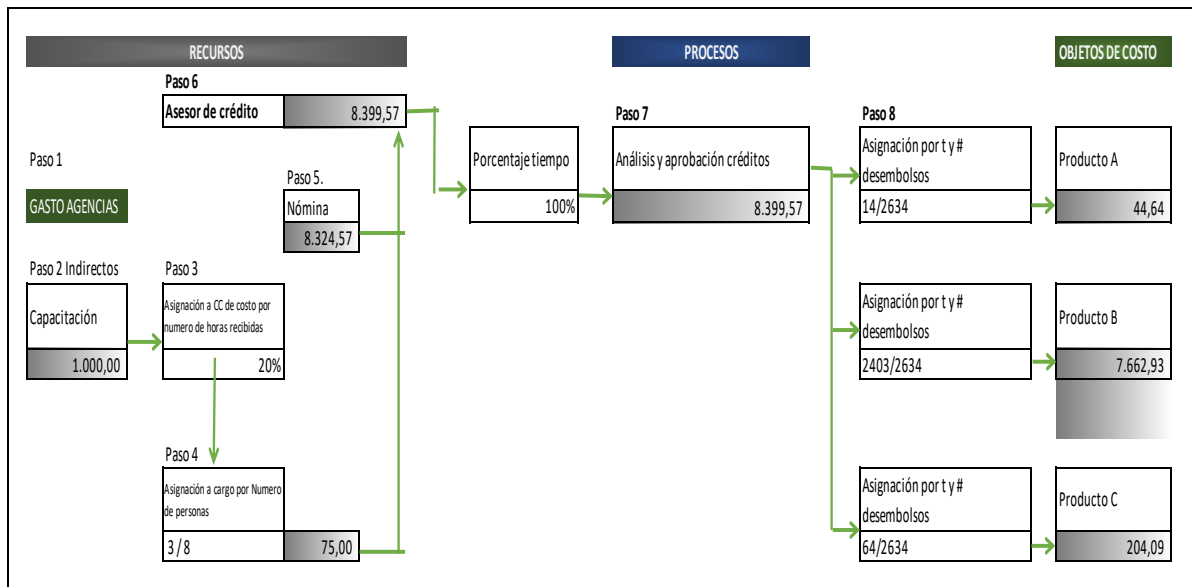 RECURSOS
PROCESOS
OBJETOS DE COSTO
Paso 6
Asesor de crédito
8.399,57
Paso 7
Paso 8
Paso 1
GASTO AGENCIAS
Paso 5.
Nómina
8.324,57
Porcentaje tiempo
100%
Análisis y aprobación créditos
8.399,57
Asignación por t y #
desembolsos
14/2634
Producto A
44,64
Paso 2 Indirectos
Capacitación
1.000,00
Paso 3
Asignación a CC de costo por
numero de horas recibidas
20%
Asignación por t y #
desembolsos
2403/2634
Producto B
7.662,93
Paso 4
Asignación a cargo por Numero
de personas
3 / 8
75,00
Asignación por t y #
desembolsos
64/2634
Producto C
204,09